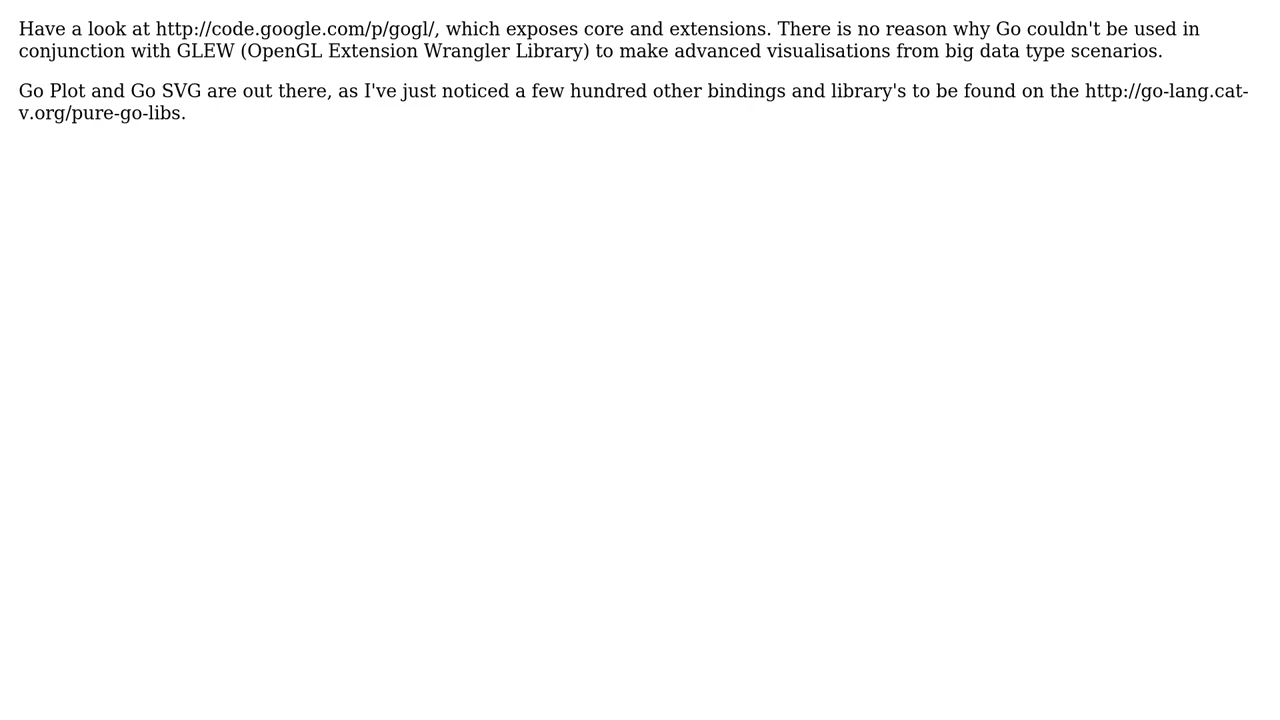 Have a look at http://code.google.com/p/gogl/, which exposes core and extensions. There is no reason why Go couldn't be used in
conjunction with GLEW (OpenGL Extension Wrangler Library) to make advanced visualisations from big data type scenarios.
Go Plot and Go SVG are out there, as I've just noticed a few hundred other bindings and library's to be found on the http://go-lang.cat-
v.org/pure-go-libs.